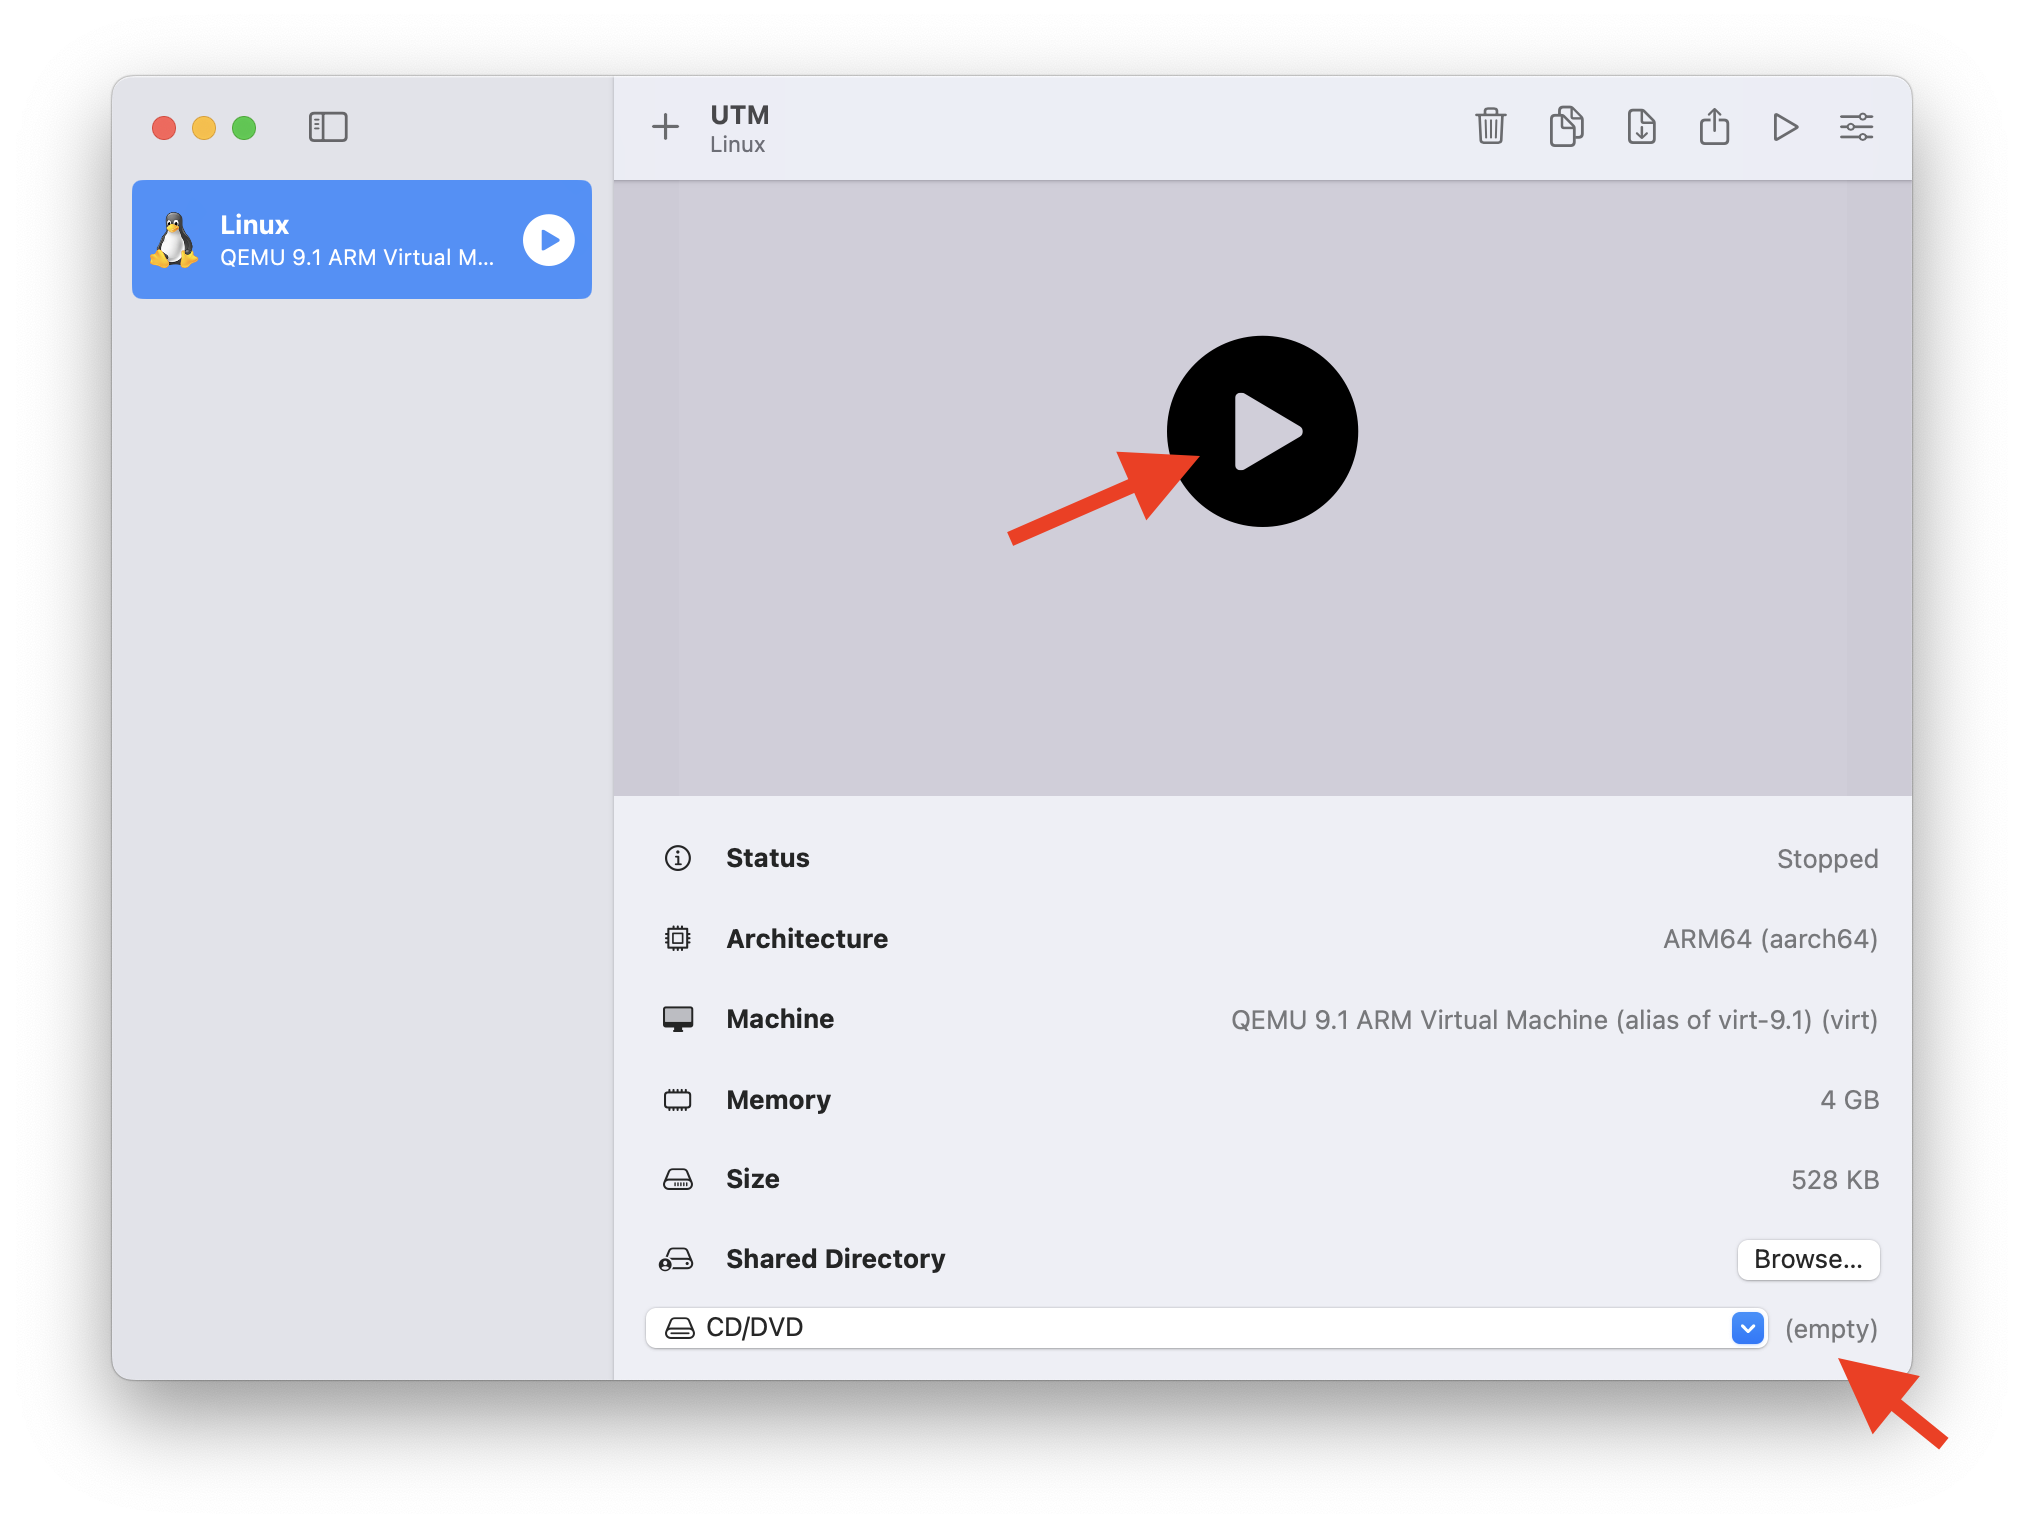 UTM
Linux
Linux
QEMU 9.1 ARM Virtual M...
Status
Stopped
Architecture
ARM64 (aarch64)
Machine
QEMU 9.1 ARM Virtual Machine (alias of virt-9.1) (virt)
Memory
4 GB
Size
528 KB
Shared Directory
Browse...
CD/DVD
(empty)